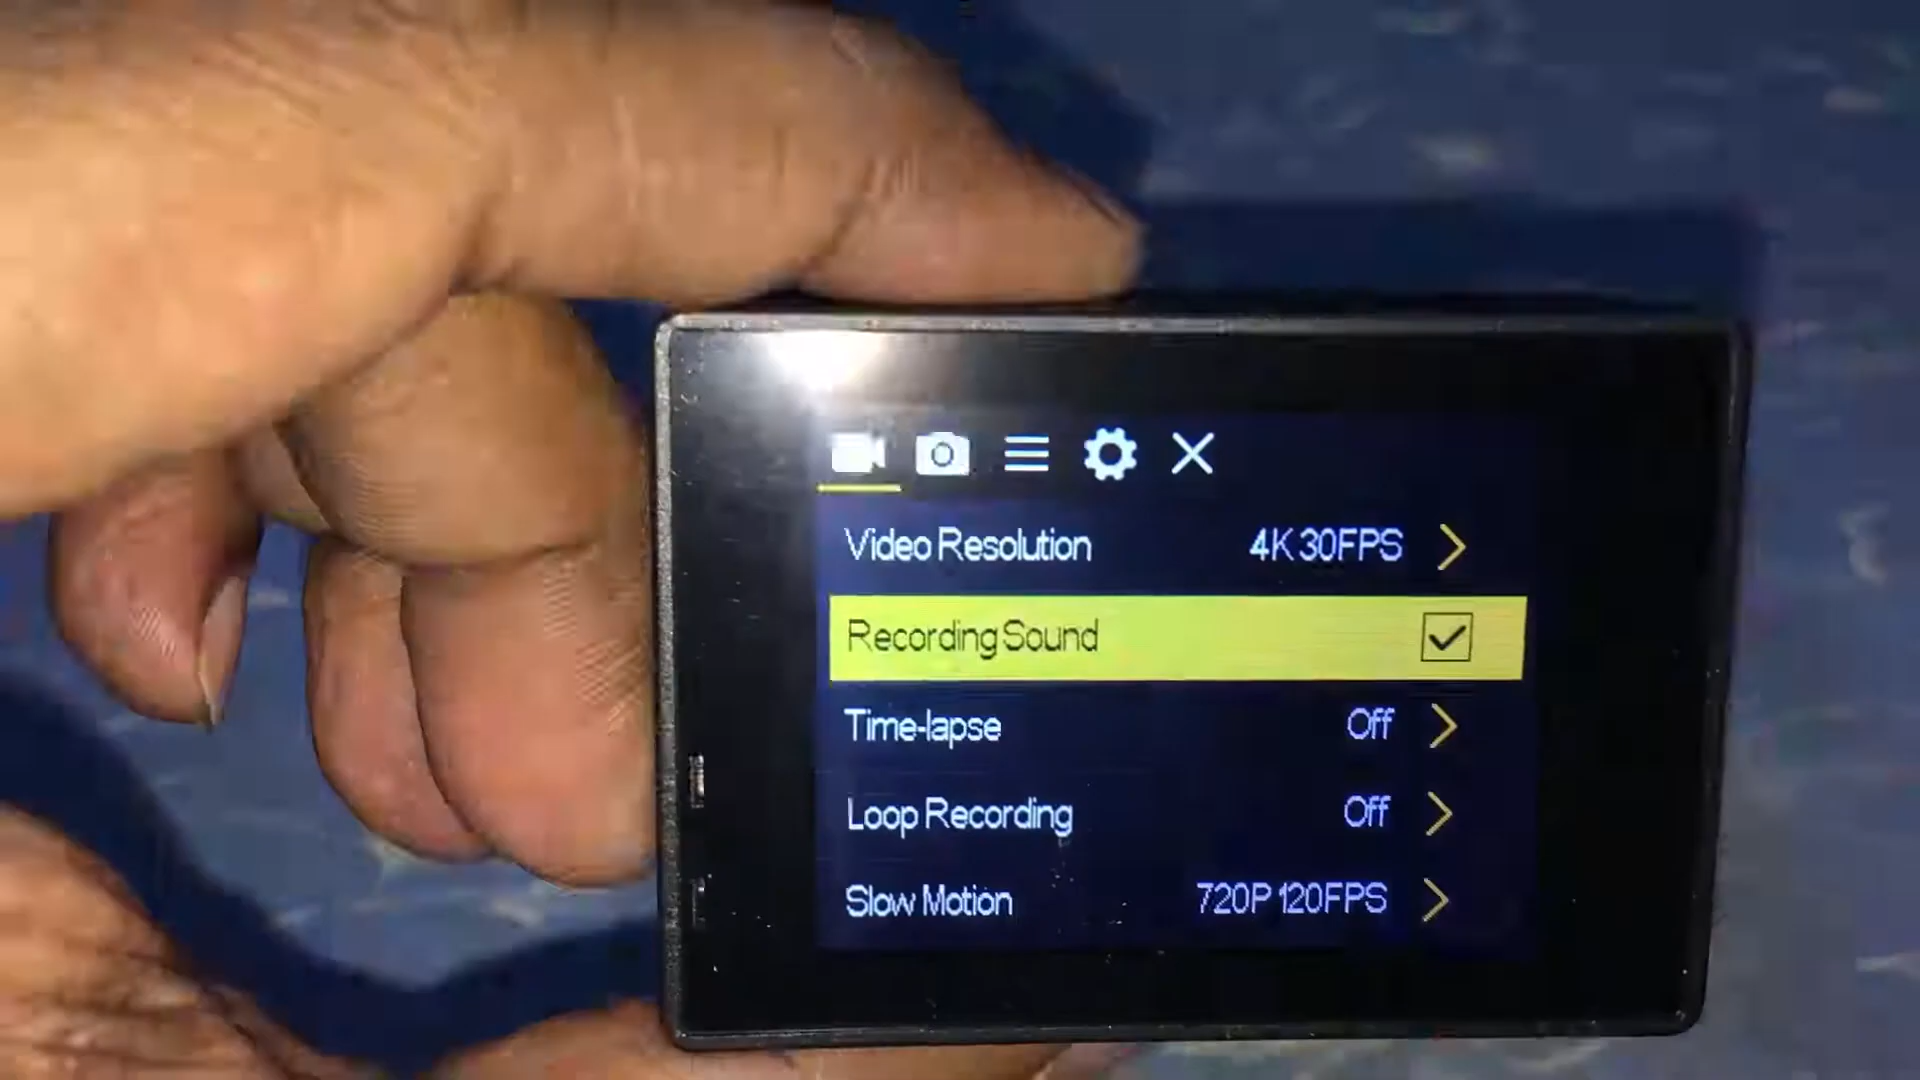 Video Resolution 4K 30FPS
Recording Sound
Time-lapse Off
Loop Recording Off
Slow Motion 720P 120FPS